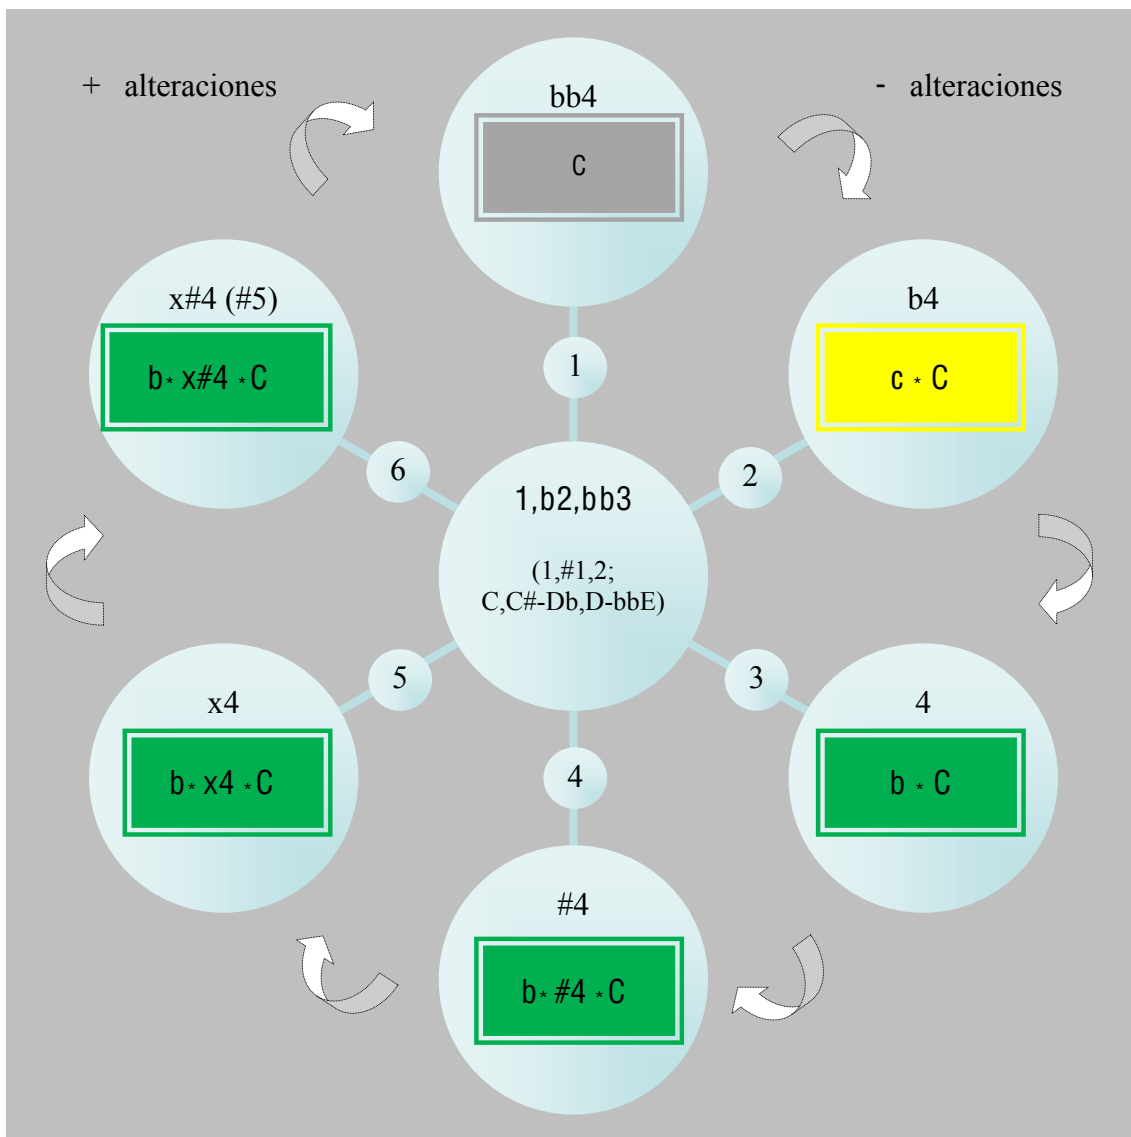 + alteraciones
- alteraciones
bb4
C
1
b4
c * C
2
4
b * C
3
#4
b * #4 * C
4
x4
b * x4 * C
5
x#4 (#5)
b * x#4 * C
6
1,b2,bb3
(1,#1,2;
C,C#-Db,D-bbE)